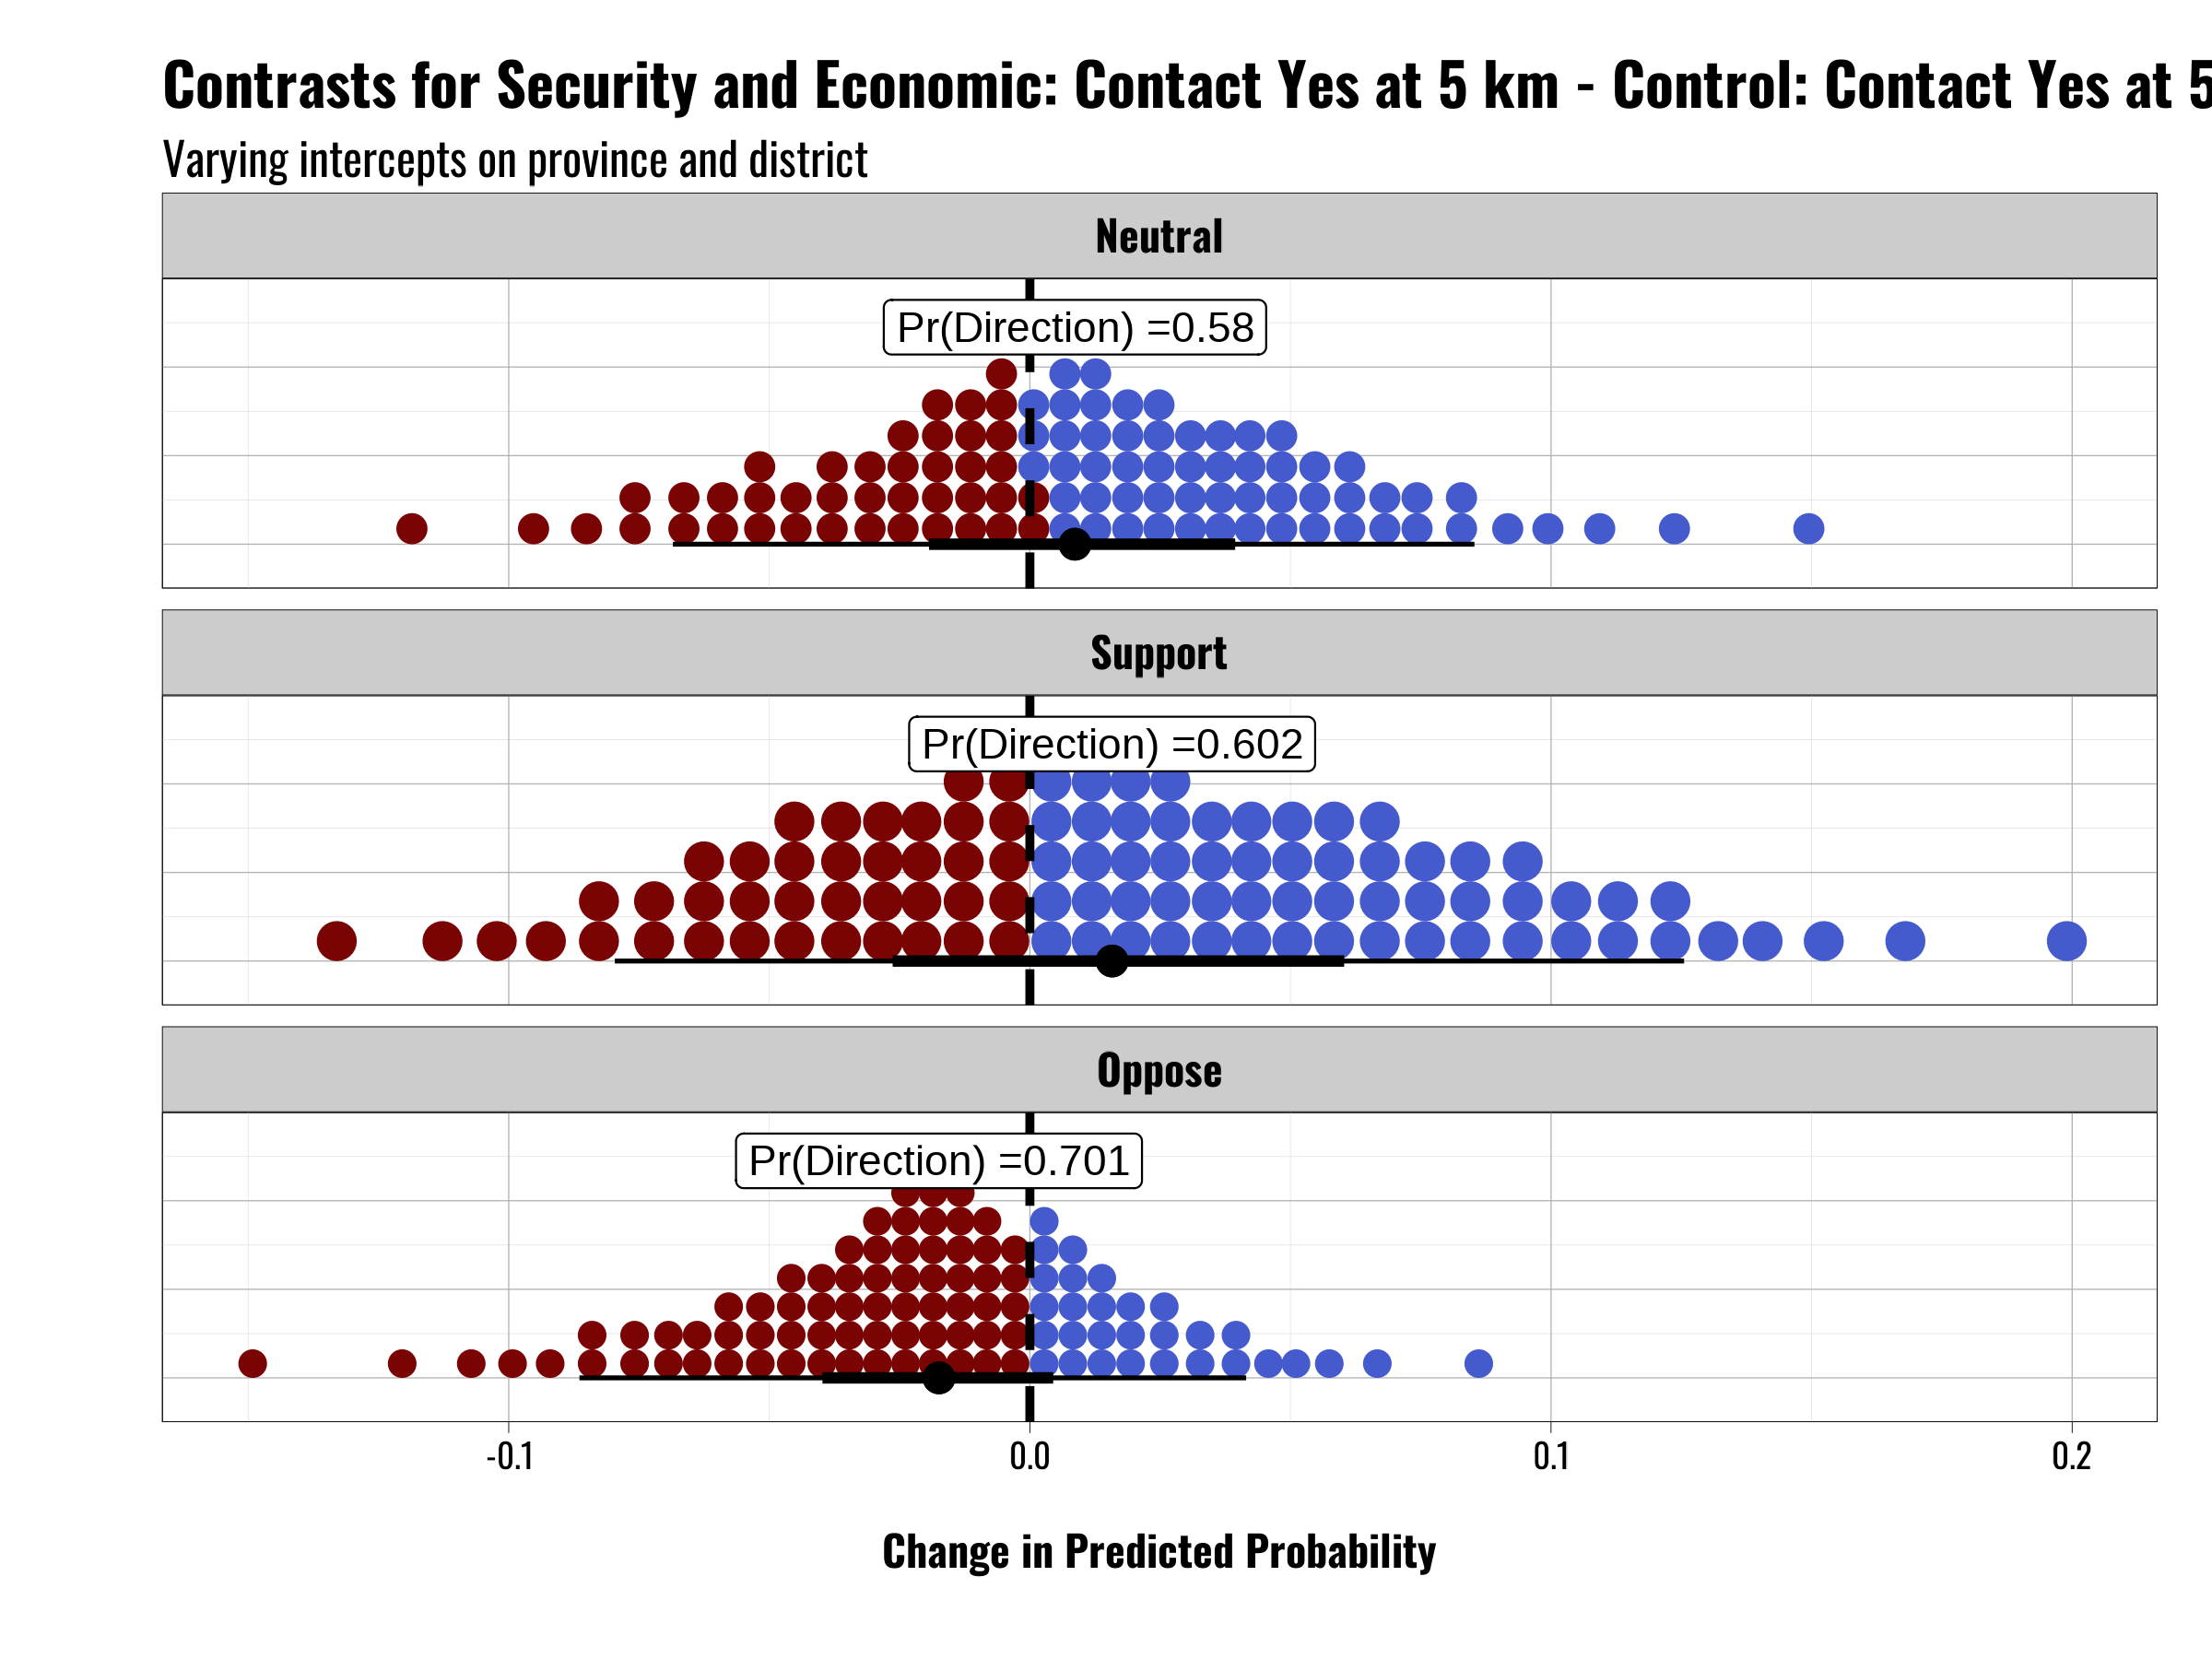 Contrasts for Security and Economic: Contact Yes at 5 km - Control: Contact Yes at 5
Varying intercepts on province and district
Neutral
Pr(Direction) =0.58
Support
Pr(Direction) =0.602
Oppose
Pr(Direction) =0.701
-0.1 0.0 0.1 0.2
Change in Predicted Probability